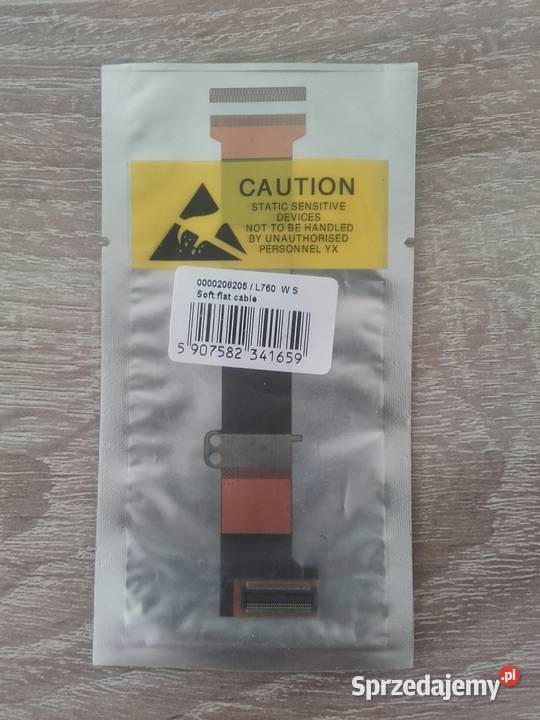 CAUTION
STATIC SENSITIVE
DEVICES
NOT TO BE HANDLED
BY UNAUTHORISED
PERSONNEL YX
0000206205 / L760 W S
Soft flat cable
5 907582 341659
Sprzedajemy.pl